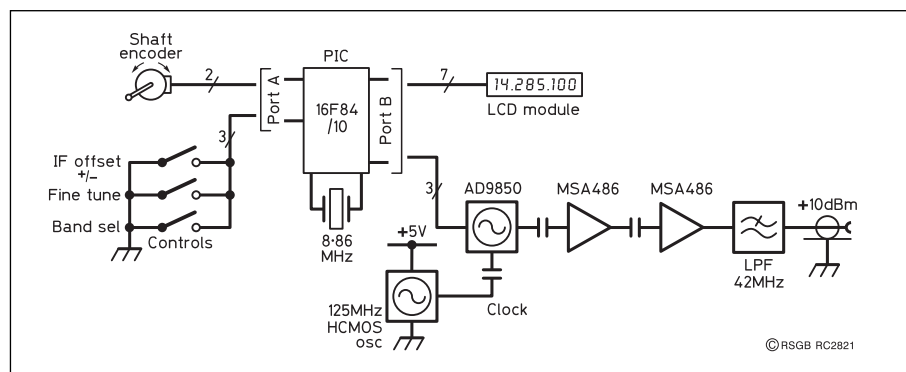 Shaft
encoder
2
Port A
PIC
16F84
/10
Port B
7
14.285.100
LCD module
3
IF offset
+/–
Fine tune
Band sel
Controls
8·86
MHz
3
AD9850
MSA486
MSA486
+10dBm
LPF
42MHz
+5V
125MHz
HCMOS
osc
Clock
© RSGB RC2821